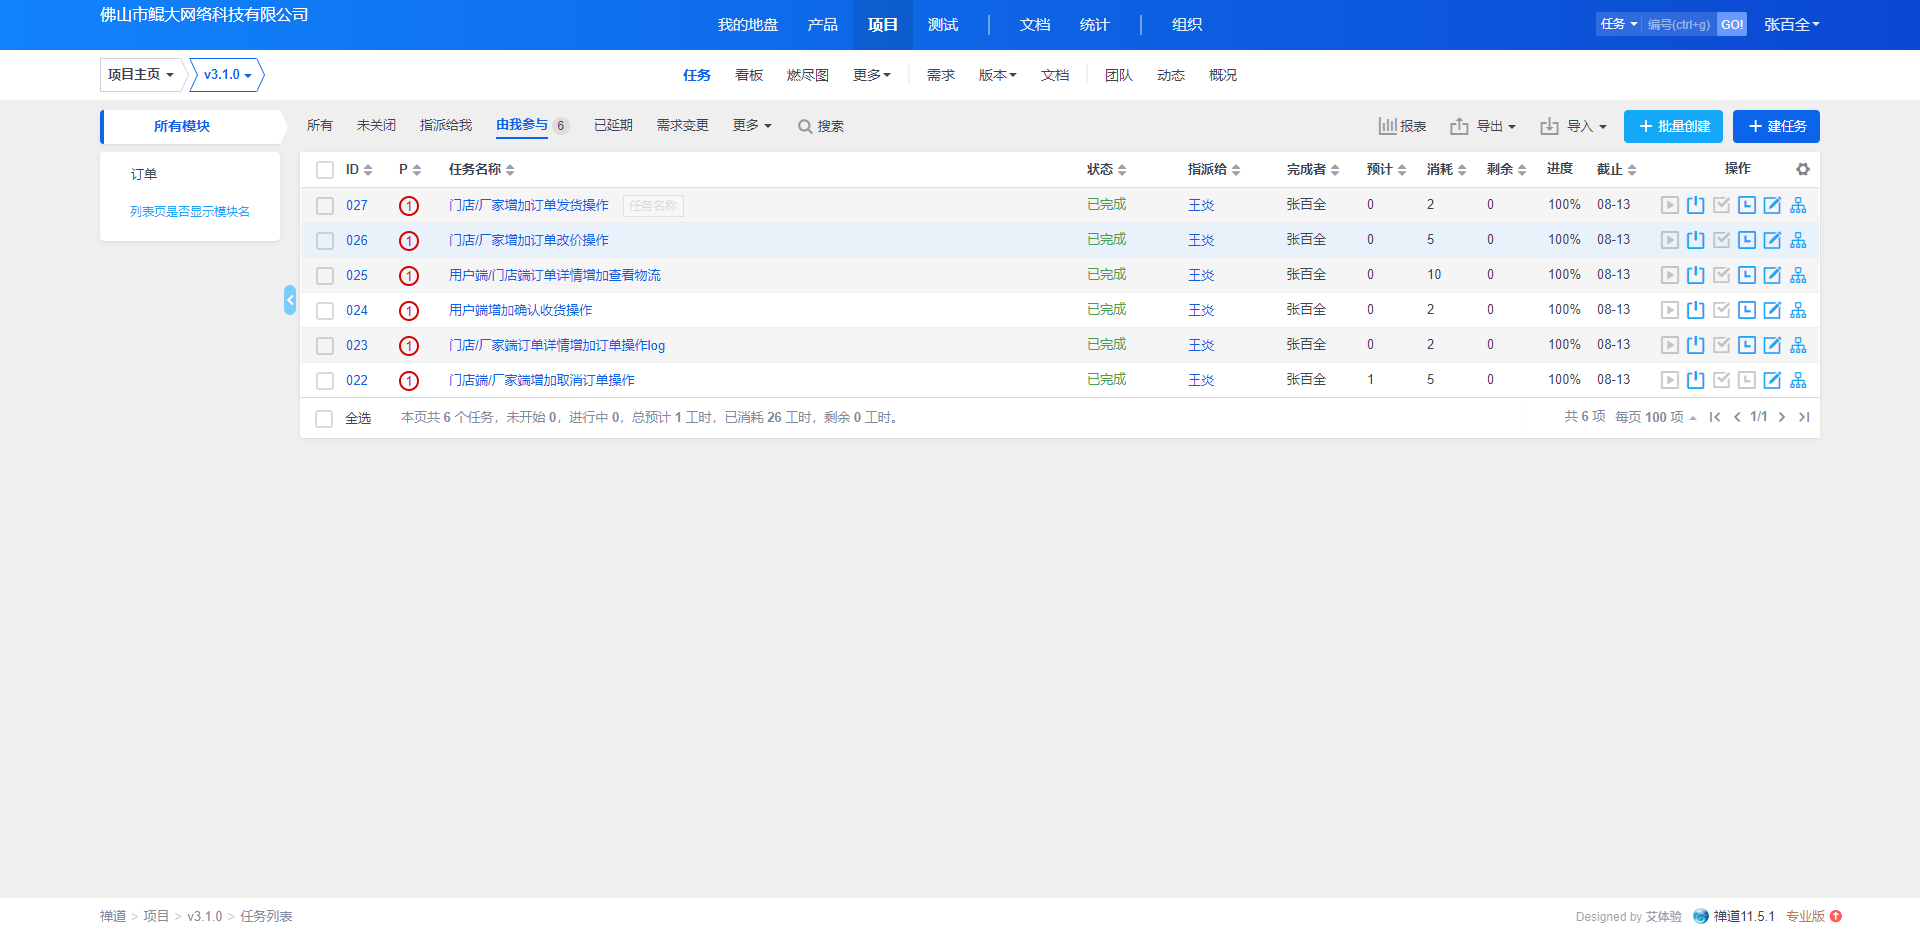 佛山市鲲大网络科技有限公司
我的地盘 产品 项目 测试 文档 统计 组织
任务 编号(ctrl+g) GO! 张百全
项目主页 v3.1.0
任务 看板 燃尽图 更多 需求 版本 文档 团队 动态 概况
所有模块
订单
列表页是否显示模块名
所有 未关闭 指派给我 由我参与 6 已延期 需求变更 更多 搜索
报表 导出 导入 批量创建 建任务
ID P 任务名称 状态 指派给 完成者 预计 消耗 剩余 进度 截止 操作
027 1 门店/厂家增加订单发货操作 任务名称 已完成 王炎 张百全 0 2 0 100% 08-13
026 1 门店/厂家增加订单改价操作 已完成 王炎 张百全 0 5 0 100% 08-13
025 1 用户端/门店端订单详情增加查看物流 已完成 王炎 张百全 0 10 0 100% 08-13
024 1 用户端增加确认收货操作 已完成 王炎 张百全 0 2 0 100% 08-13
023 1 门店/厂家端订单详情增加订单操作log 已完成 王炎 张百全 0 2 0 100% 08-13
022 1 门店端/厂家端增加取消订单操作 已完成 王炎 张百全 1 5 0 100% 08-13
全选 本页共 6 个任务，未开始 0，进行中 0，总预计 1 工时，已消耗 26 工时，剩余 0 工时。
共 6 项 每页 100 项 1/1
禅道 > 项目 > v3.1.0 > 任务列表
Designed by 艾体验 禅道11.5.1 专业版